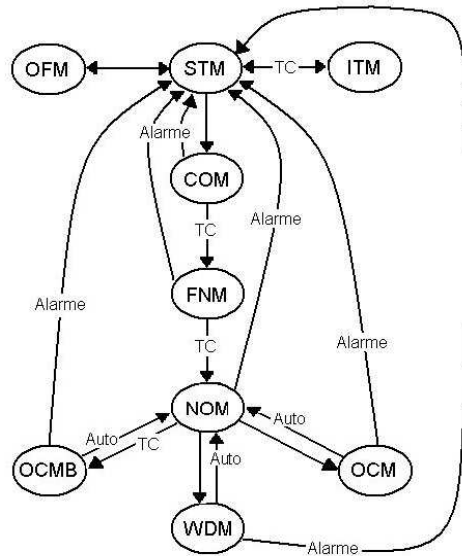 OFM
STM
TC
ITM
Alarme
COM
TC
Alarme
FNM
Alarme
TC
Alarme
NOM
Auto
TC
Auto
OCMB
Auto
OCM
WDM
Alarme